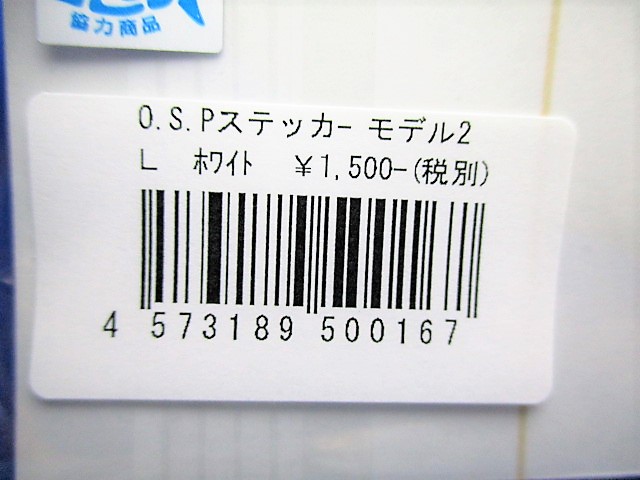 協力商品
O.S.Pステッカー モデル2
L ホワイト ¥1,500-(税別)
4 573189 500167